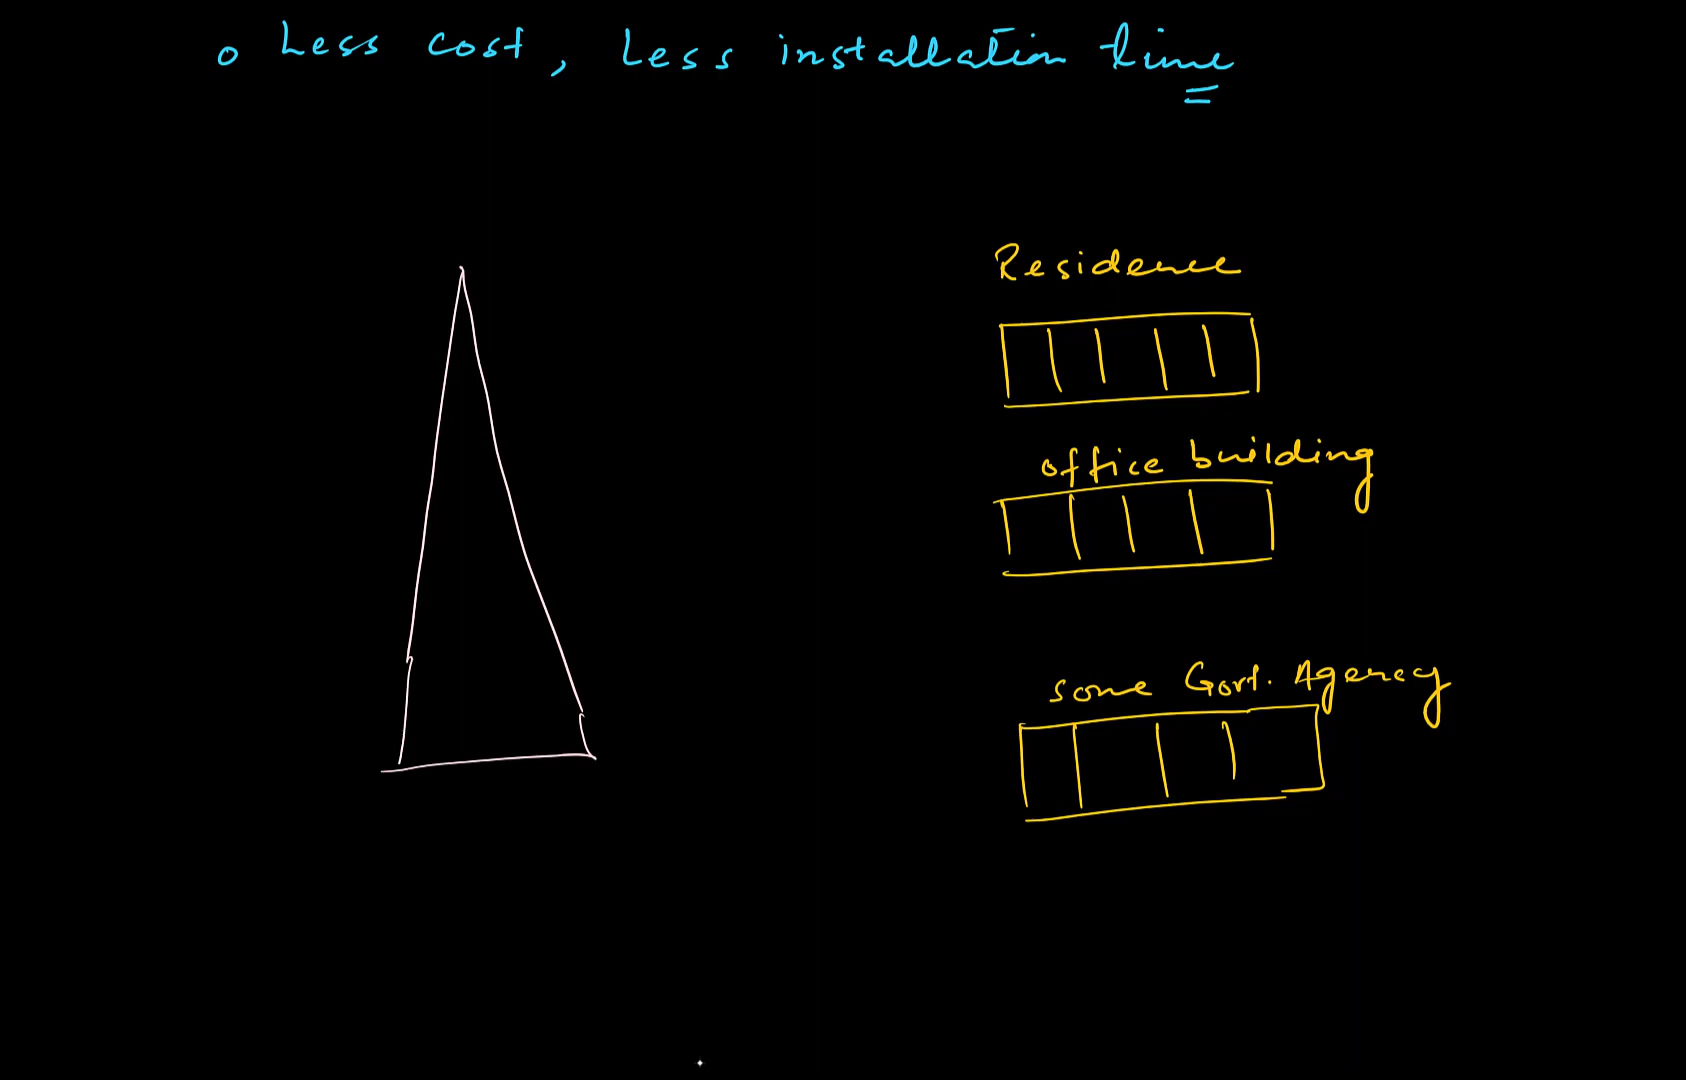 o Less cost, Less installation time
Residence
office building
some Govt. Agency